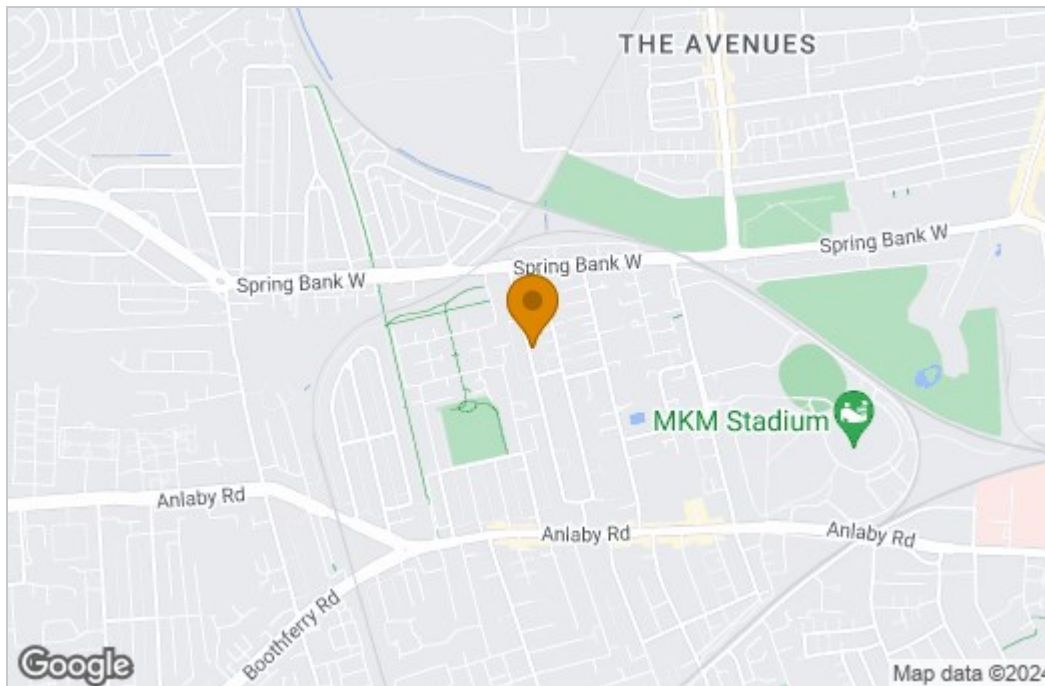 THE AVENUES
Spring Bank W
Spring Bank W
Spring Bank W
MKM Stadium
Anlaby Rd
Anlaby Rd
Anlaby Rd
Boothferry Rd
Google
Map data ©2024